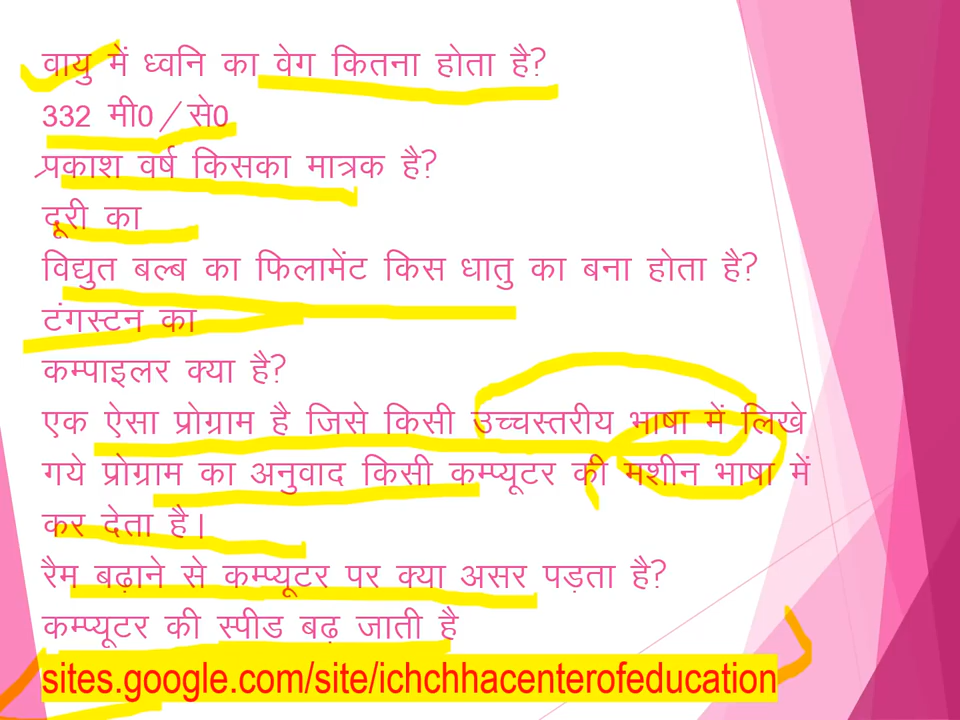 वायु में ध्वनि का वेग कितना होता है?
332 मी0/से0
प्रकाश वर्ष किसका मात्रक है?
दूरी का
विद्युत बल्ब का फिलामेंट किस धातु का बना होता है?
टंगस्टन का
कम्पाइलर क्या है?
एक ऐसा प्रोग्राम है जिसे किसी उच्चस्तरीय भाषा में लिखे
गये प्रोग्राम का अनुवाद किसी कम्प्यूटर की मशीन भाषा में
कर देता है।
रैम बढ़ाने से कम्प्यूटर पर क्या असर पड़ता है?
कम्प्यूटर की स्पीड बढ़ जाती है
sites.google.com/site/ichchhacenterofeducation